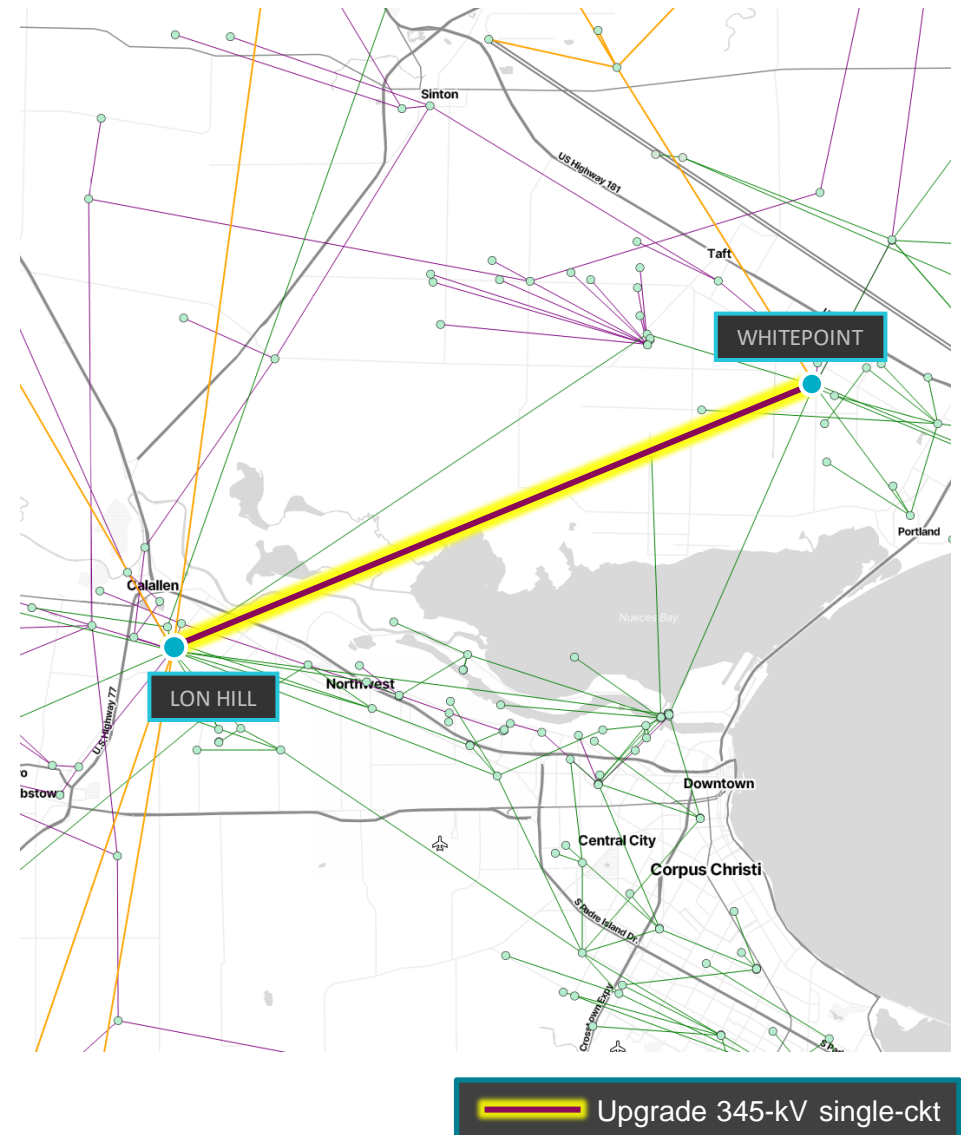 Sinton
US Highway 181
Taft
WHITEPOINT
Portland
Calallen
Nueces Bay
LON HILL
Northwest
U.S Highway 77
bstow
Downtown
Central City
Corpus Christi
S Padre Island Dr.
Crosstown Expy
S Pa
Upgrade 345-kV single-ckt